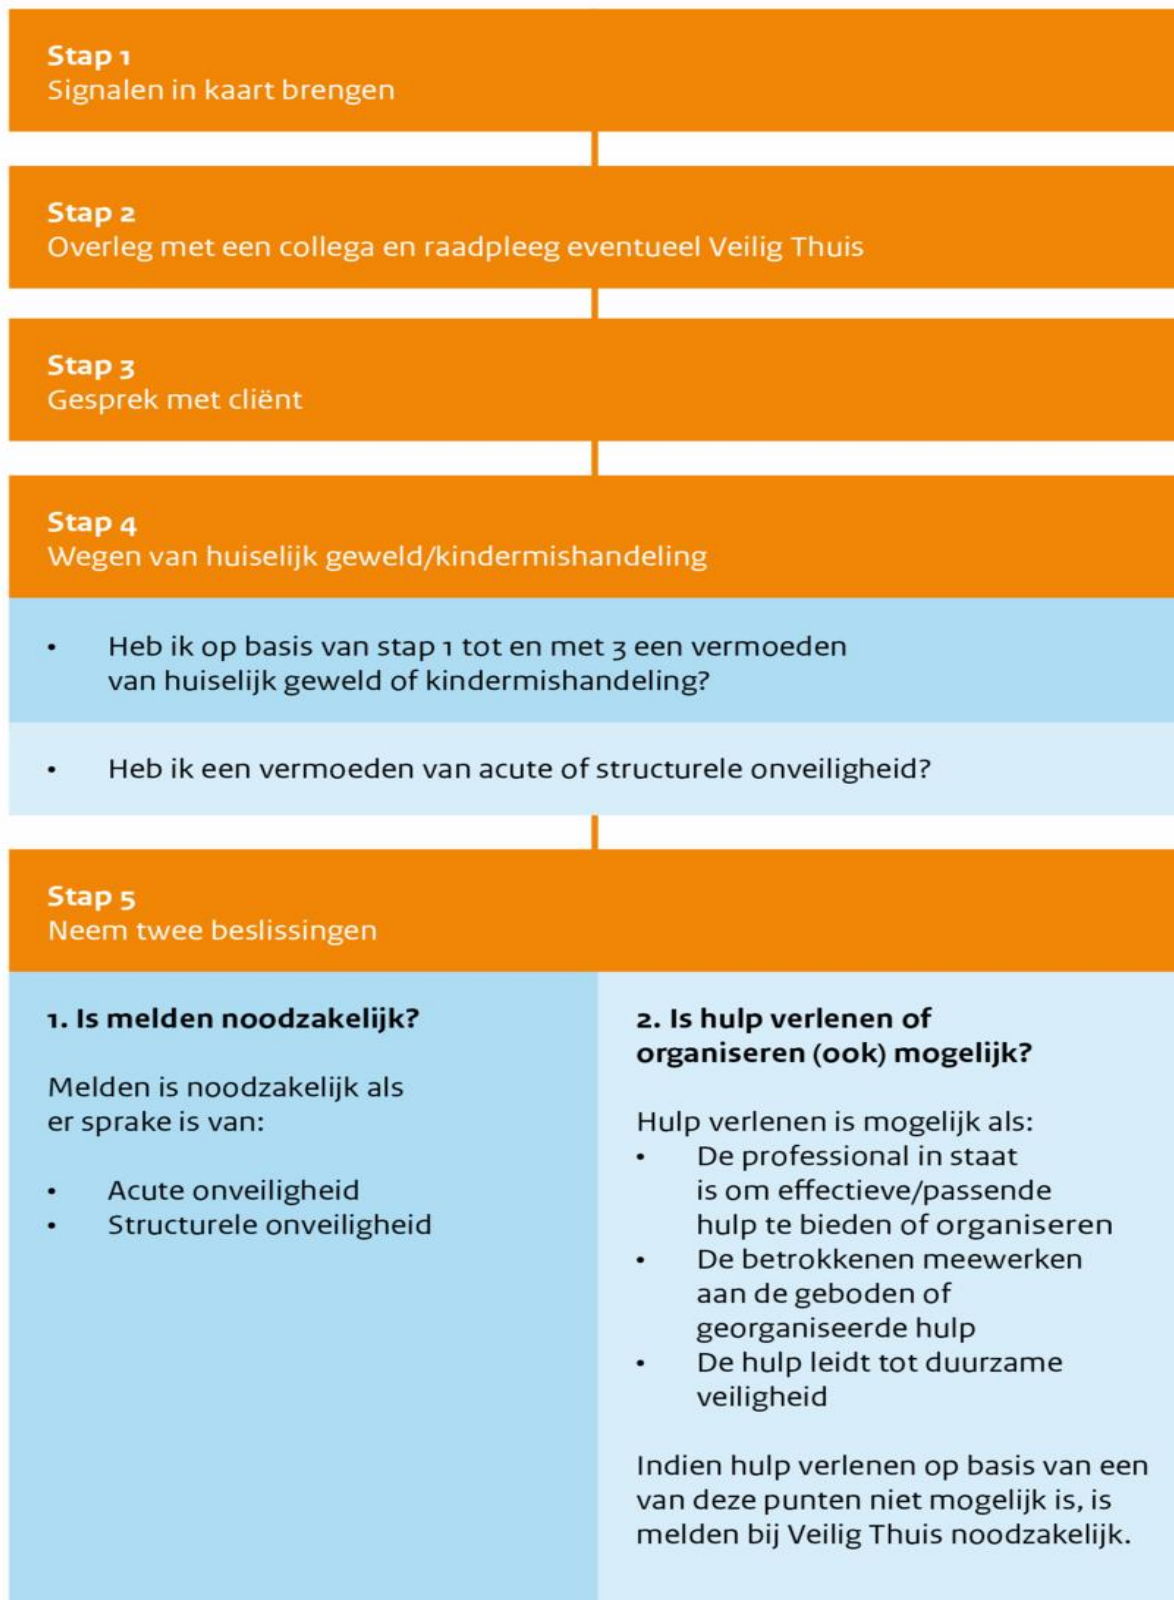 Stap 1
Signalen in kaart brengen
Stap 2
Overleg met een collega en raadpleeg eventueel Veilig Thuis
Stap 3
Gesprek met cliënt
Stap 4
Wegen van huiselijk geweld/kindermishandeling
• Heb ik op basis van stap 1 tot en met 3 een vermoeden
van huiselijk geweld of kindermishandeling?
• Heb ik een vermoeden van acute of structurele onveiligheid?
Stap 5
Neem twee beslissingen
1. Is melden noodzakelijk?
Melden is noodzakelijk als
er sprake is van:
• Acute onveiligheid
• Structurele onveiligheid
2. Is hulp verlenen of
organiseren (ook) mogelijk?
Hulp verlenen is mogelijk als:
• De professional in staat
is om effectieve/passende
hulp te bieden of organiseren
• De betrokkenen meewerken
aan de geboden of
georganiseerde hulp
• De hulp leidt tot duurzame
veiligheid
Indien hulp verlenen op basis van een
van deze punten niet mogelijk is, is
melden bij Veilig Thuis noodzakelijk.